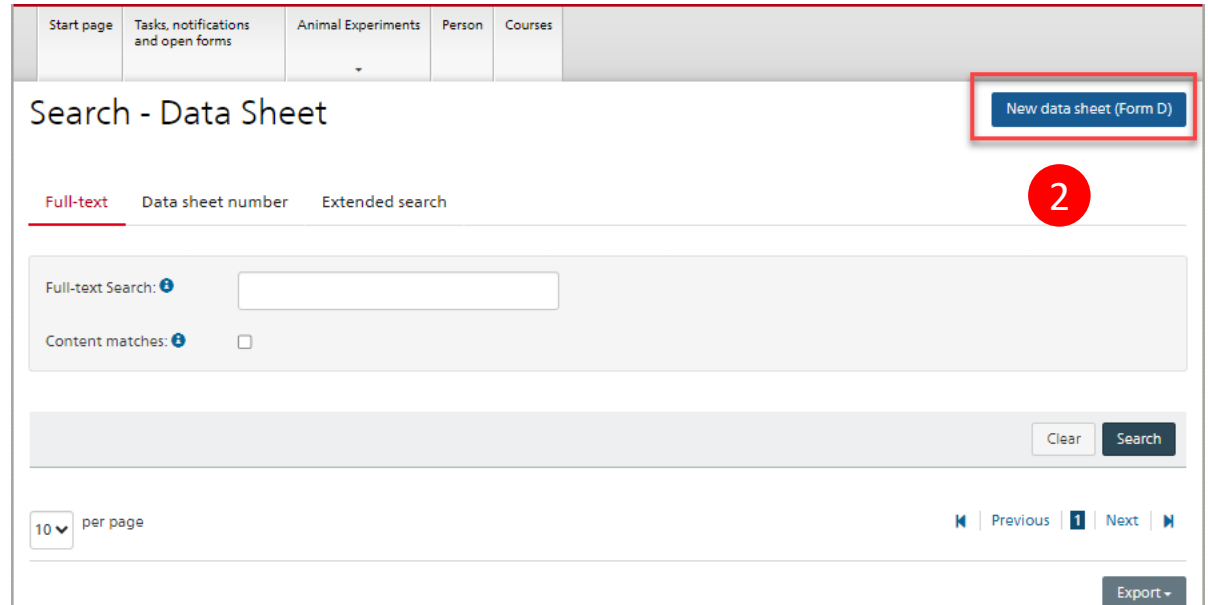 Start page
Tasks, notifications
and open forms
Animal Experiments
Person
Courses
Search - Data Sheet
New data sheet (Form D)
2
Full-text
Data sheet number
Extended search
Full-text Search:
Content matches:
Clear
Search
10
per page
Previous
1
Next
Export